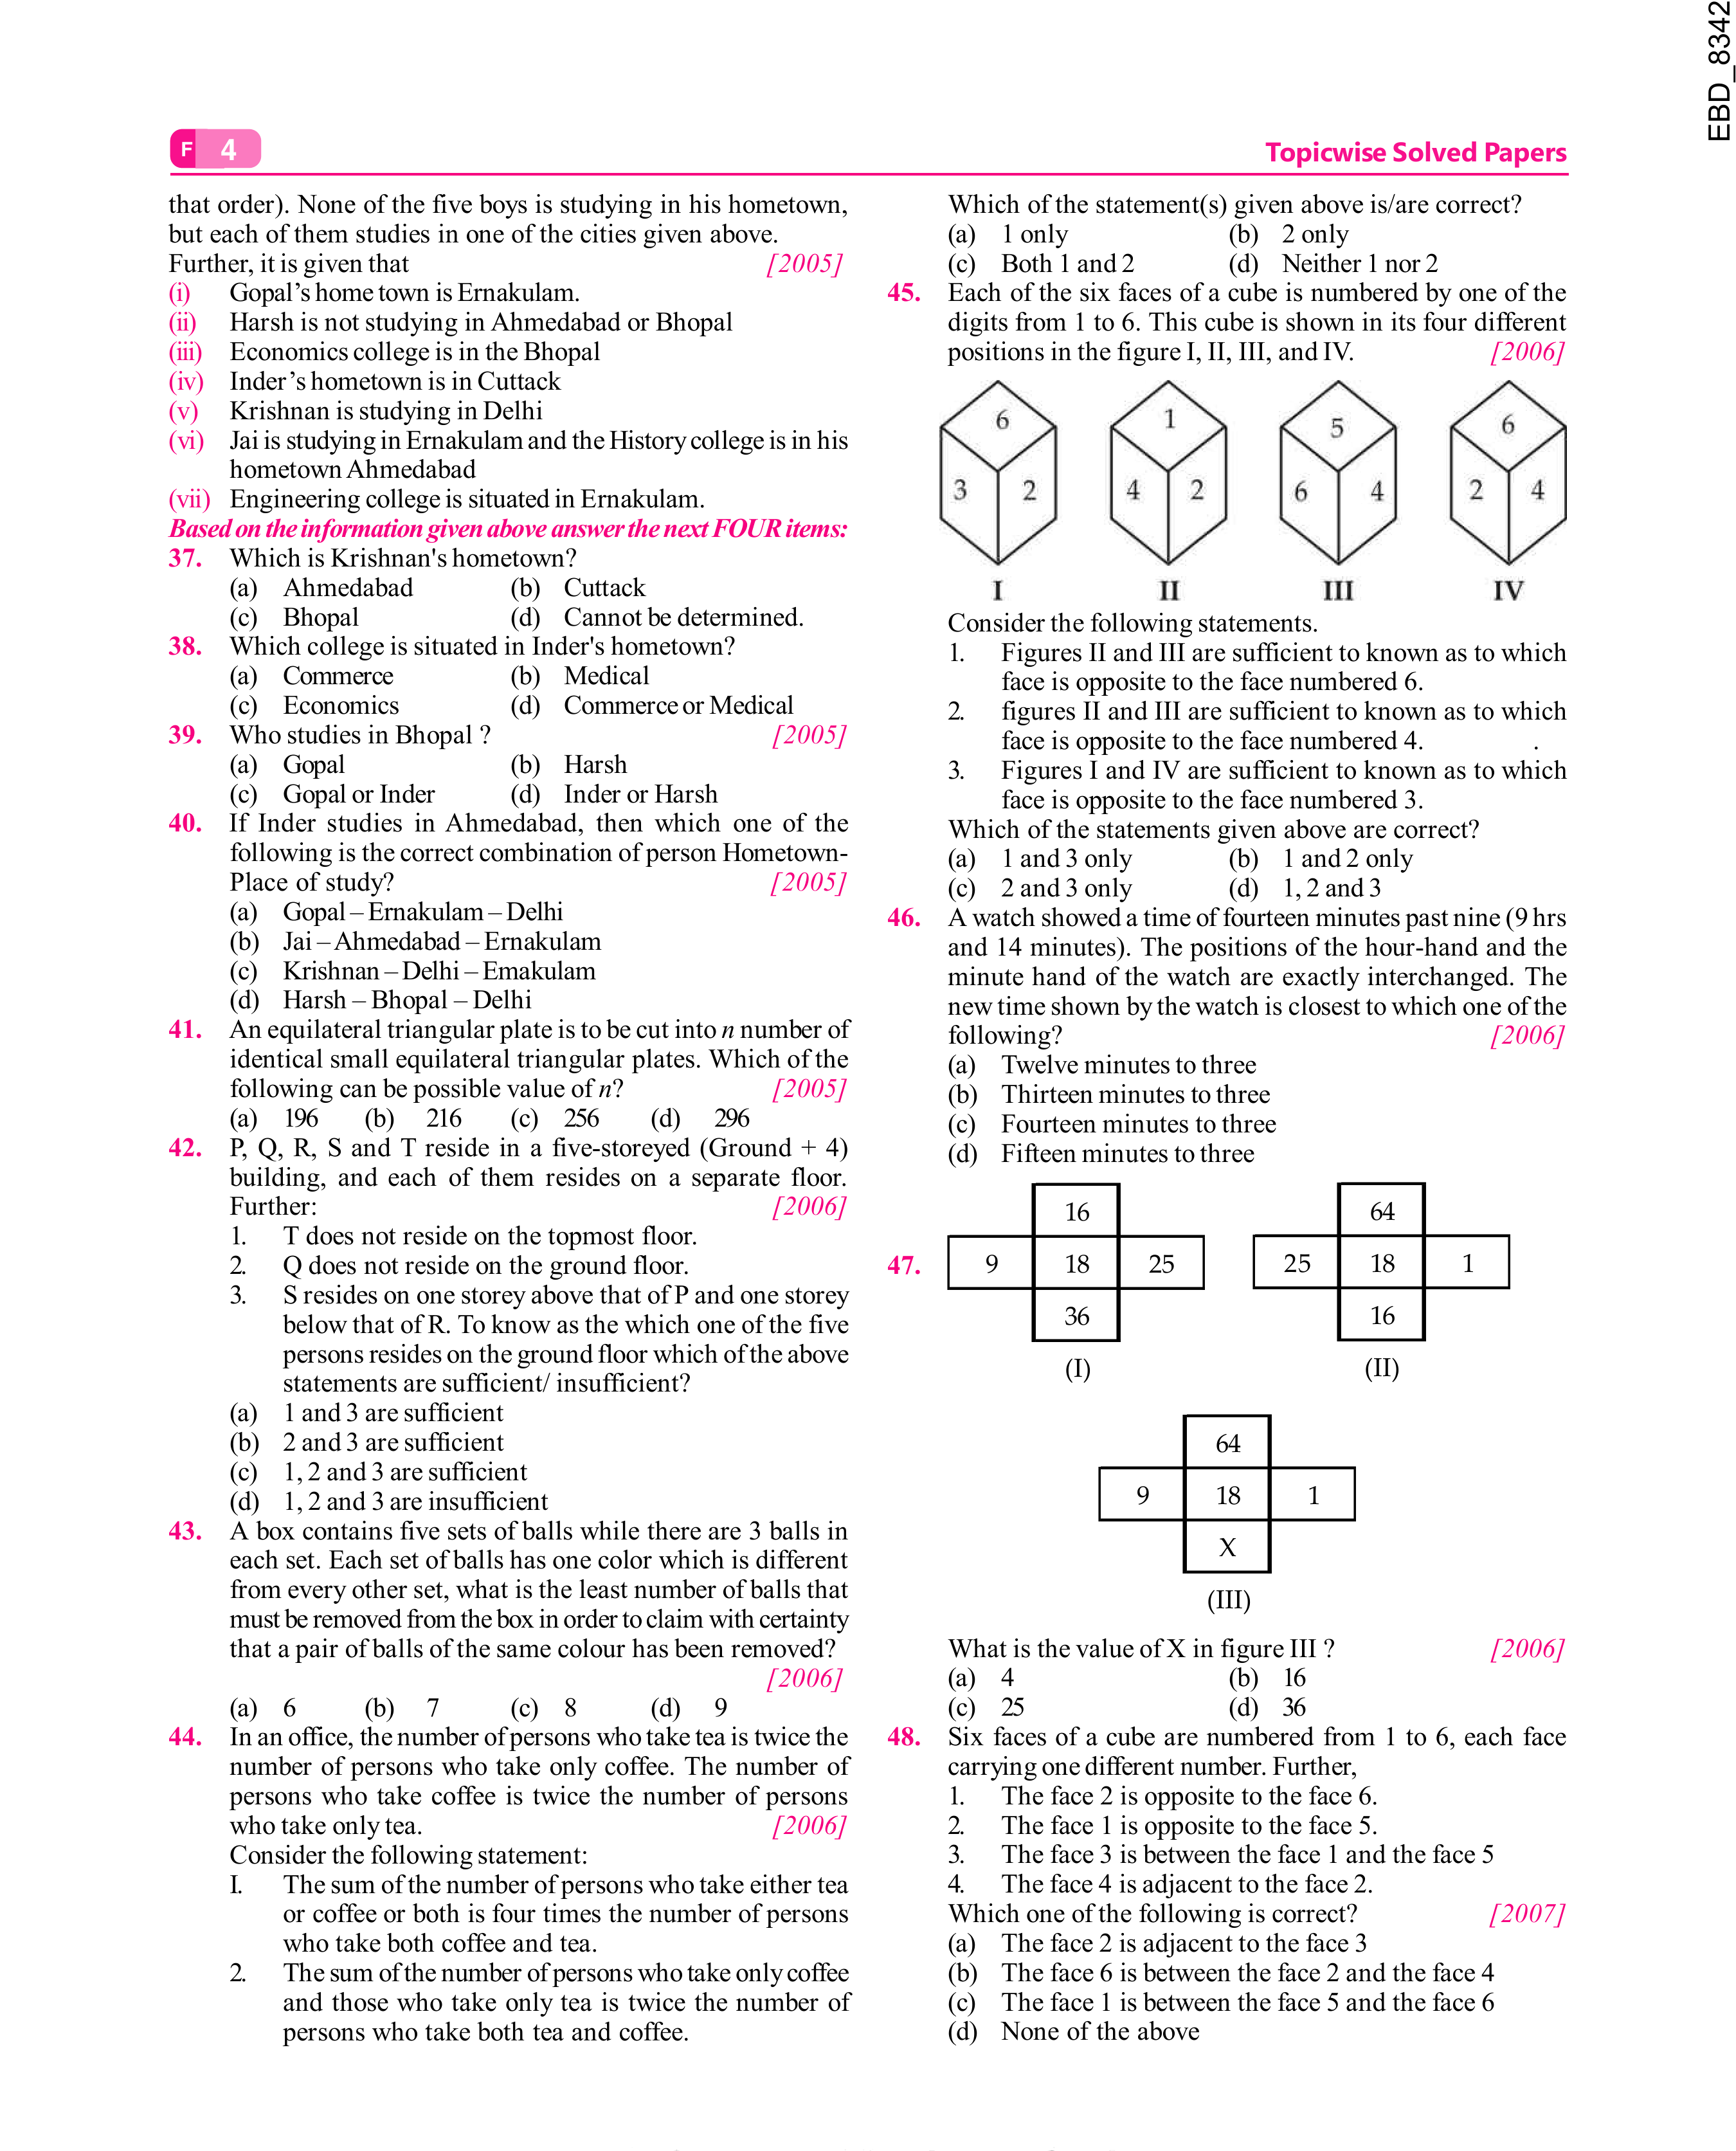 EBD_8342
F 4
Topicwise Solved Papers
that order). None of the five boys is studying in his hometown,
but each of them studies in one of the cities given above.
Further, it is given that [2005]
(i) Gopal's home town is Ernakulam.
(ii) Harsh is not studying in Ahmedabad or Bhopal
(iii) Economics college is in the Bhopal
(iv) Inder's hometown is in Cuttack
(v) Krishnan is studying in Delhi
(vi) Jai is studying in Ernakulam and the History college is in his
hometown Ahmedabad
(vii) Engineering college is situated in Ernakulam.
Based on the information given above answer the next FOUR items:
37. Which is Krishnan's hometown?
(a) Ahmedabad (b) Cuttack
(c) Bhopal (d) Cannot be determined.
38. Which college is situated in Inder's hometown?
(a) Commerce (b) Medical
(c) Economics (d) Commerce or Medical
39. Who studies in Bhopal ? [2005]
(a) Gopal (b) Harsh
(c) Gopal or Inder (d) Inder or Harsh
40. If Inder studies in Ahmedabad, then which one of the
following is the correct combination of person Hometown-
Place of study? [2005]
(a) Gopal – Ernakulam – Delhi
(b) Jai – Ahmedabad – Ernakulam
(c) Krishnan – Delhi – Emakulam
(d) Harsh – Bhopal – Delhi
41. An equilateral triangular plate is to be cut into n number of
identical small equilateral triangular plates. Which of the
following can be possible value of n? [2005]
(a) 196 (b) 216 (c) 256 (d) 296
42. P, Q, R, S and T reside in a five-storeyed (Ground + 4)
building, and each of them resides on a separate floor.
Further: [2006]
1. T does not reside on the topmost floor.
2. Q does not reside on the ground floor.
3. S resides on one storey above that of P and one storey
below that of R. To know as the which one of the five
persons resides on the ground floor which of the above
statements are sufficient/ insufficient?
(a) 1 and 3 are sufficient
(b) 2 and 3 are sufficient
(c) 1, 2 and 3 are sufficient
(d) 1, 2 and 3 are insufficient
43. A box contains five sets of balls while there are 3 balls in
each set. Each set of balls has one color which is different
from every other set, what is the least number of balls that
must be removed from the box in order to claim with certainty
that a pair of balls of the same colour has been removed?
[2006]
(a) 6 (b) 7 (c) 8 (d) 9
44. In an office, the number of persons who take tea is twice the
number of persons who take only coffee. The number of
persons who take coffee is twice the number of persons
who take only tea. [2006]
Consider the following statement:
I. The sum of the number of persons who take either tea
or coffee or both is four times the number of persons
who take both coffee and tea.
2. The sum of the number of persons who take only coffee
and those who take only tea is twice the number of
persons who take both tea and coffee.
Which of the statement(s) given above is/are correct?
(a) 1 only (b) 2 only
(c) Both 1 and 2 (d) Neither 1 nor 2
45. Each of the six faces of a cube is numbered by one of the
digits from 1 to 6. This cube is shown in its four different
positions in the figure I, II, III, and IV. [2006]
6 1 5 6
3 2 4 2 6 4 2 4
I II III IV
Consider the following statements.
1. Figures II and III are sufficient to known as to which
face is opposite to the face numbered 6.
2. figures II and III are sufficient to known as to which
face is opposite to the face numbered 4. .
3. Figures I and IV are sufficient to known as to which
face is opposite to the face numbered 3.
Which of the statements given above are correct?
(a) 1 and 3 only (b) 1 and 2 only
(c) 2 and 3 only (d) 1, 2 and 3
46. A watch showed a time of fourteen minutes past nine (9 hrs
and 14 minutes). The positions of the hour-hand and the
minute hand of the watch are exactly interchanged. The
new time shown by the watch is closest to which one of the
following? [2006]
(a) Twelve minutes to three
(b) Thirteen minutes to three
(c) Fourteen minutes to three
(d) Fifteen minutes to three
16 64
47. 9 18 25 25 18 1
36 16
(I) (II)
64
9 18 1
X
(III)
What is the value of X in figure III ? [2006]
(a) 4 (b) 16
(c) 25 (d) 36
48. Six faces of a cube are numbered from 1 to 6, each face
carrying one different number. Further,
1. The face 2 is opposite to the face 6.
2. The face 1 is opposite to the face 5.
3. The face 3 is between the face 1 and the face 5
4. The face 4 is adjacent to the face 2.
Which one of the following is correct? [2007]
(a) The face 2 is adjacent to the face 3
(b) The face 6 is between the face 2 and the face 4
(c) The face 1 is between the face 5 and the face 6
(d) None of the above